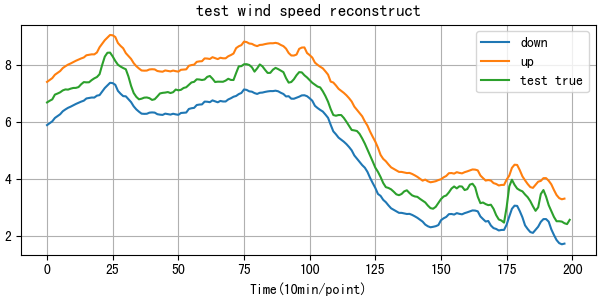 test wind speed reconstruct
down
up
test true
8
6
4
2
0 25 50 75 100 125 150 175 200
Time(10min/point)